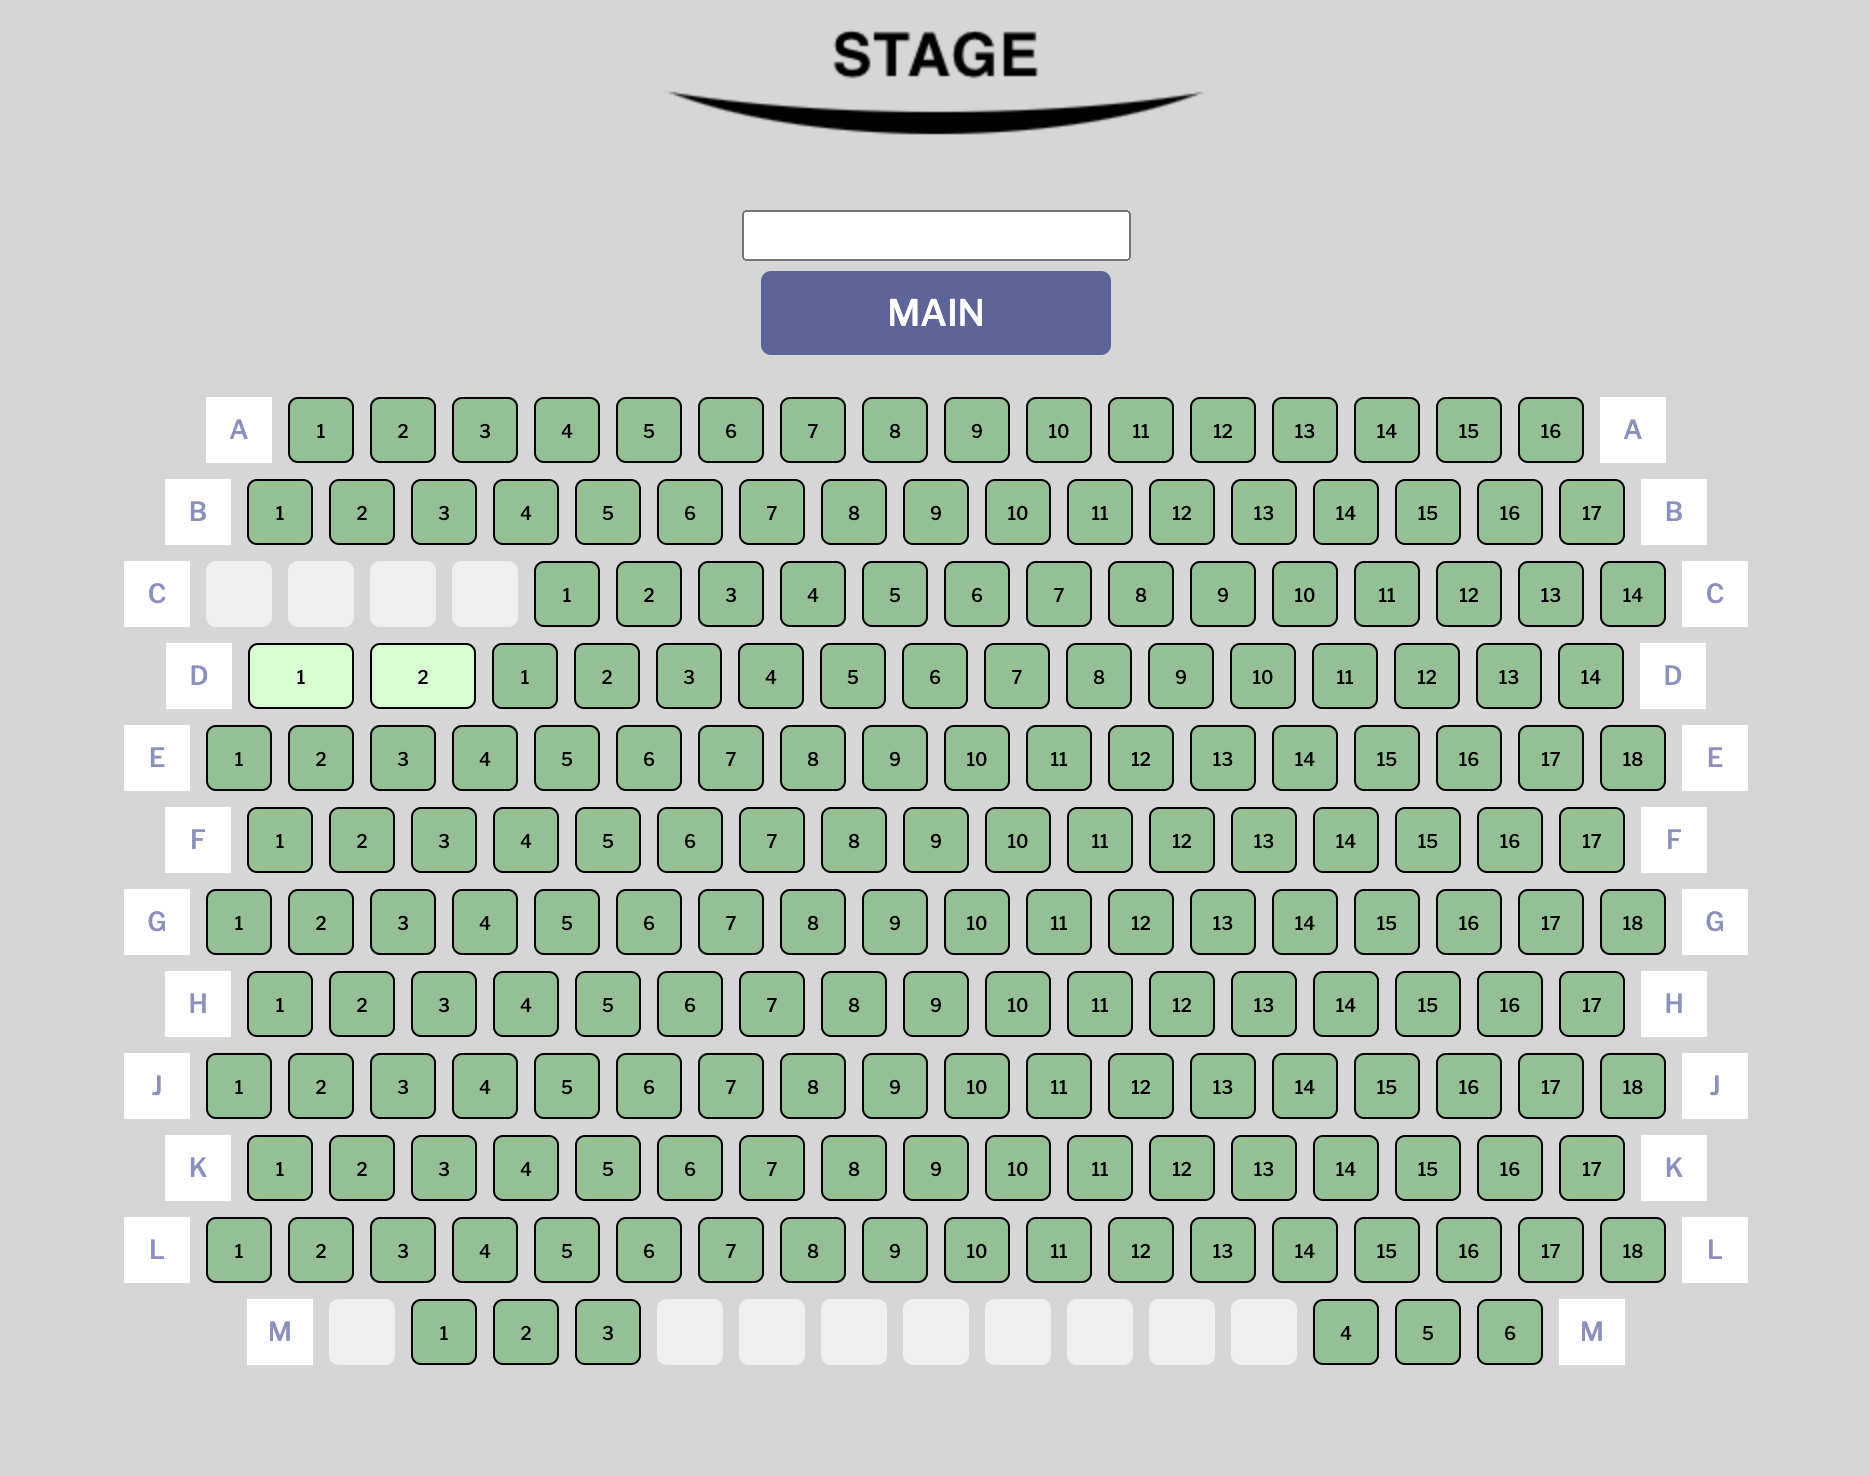 STAGE
MAIN
A 1 2 3 4 5 6 7 8 9 10 11 12 13 14 15 16 A
B 1 2 3 4 5 6 7 8 9 10 11 12 13 14 15 16 17 B
C 1 2 3 4 5 6 7 8 9 10 11 12 13 14 C
D 1 2 1 2 3 4 5 6 7 8 9 10 11 12 13 14 D
E 1 2 3 4 5 6 7 8 9 10 11 12 13 14 15 16 17 18 E
F 1 2 3 4 5 6 7 8 9 10 11 12 13 14 15 16 17 F
G 1 2 3 4 5 6 7 8 9 10 11 12 13 14 15 16 17 18 G
H 1 2 3 4 5 6 7 8 9 10 11 12 13 14 15 16 17 H
J 1 2 3 4 5 6 7 8 9 10 11 12 13 14 15 16 17 18 J
K 1 2 3 4 5 6 7 8 9 10 11 12 13 14 15 16 17 K
L 1 2 3 4 5 6 7 8 9 10 11 12 13 14 15 16 17 18 L
M 1 2 3 4 5 6 M